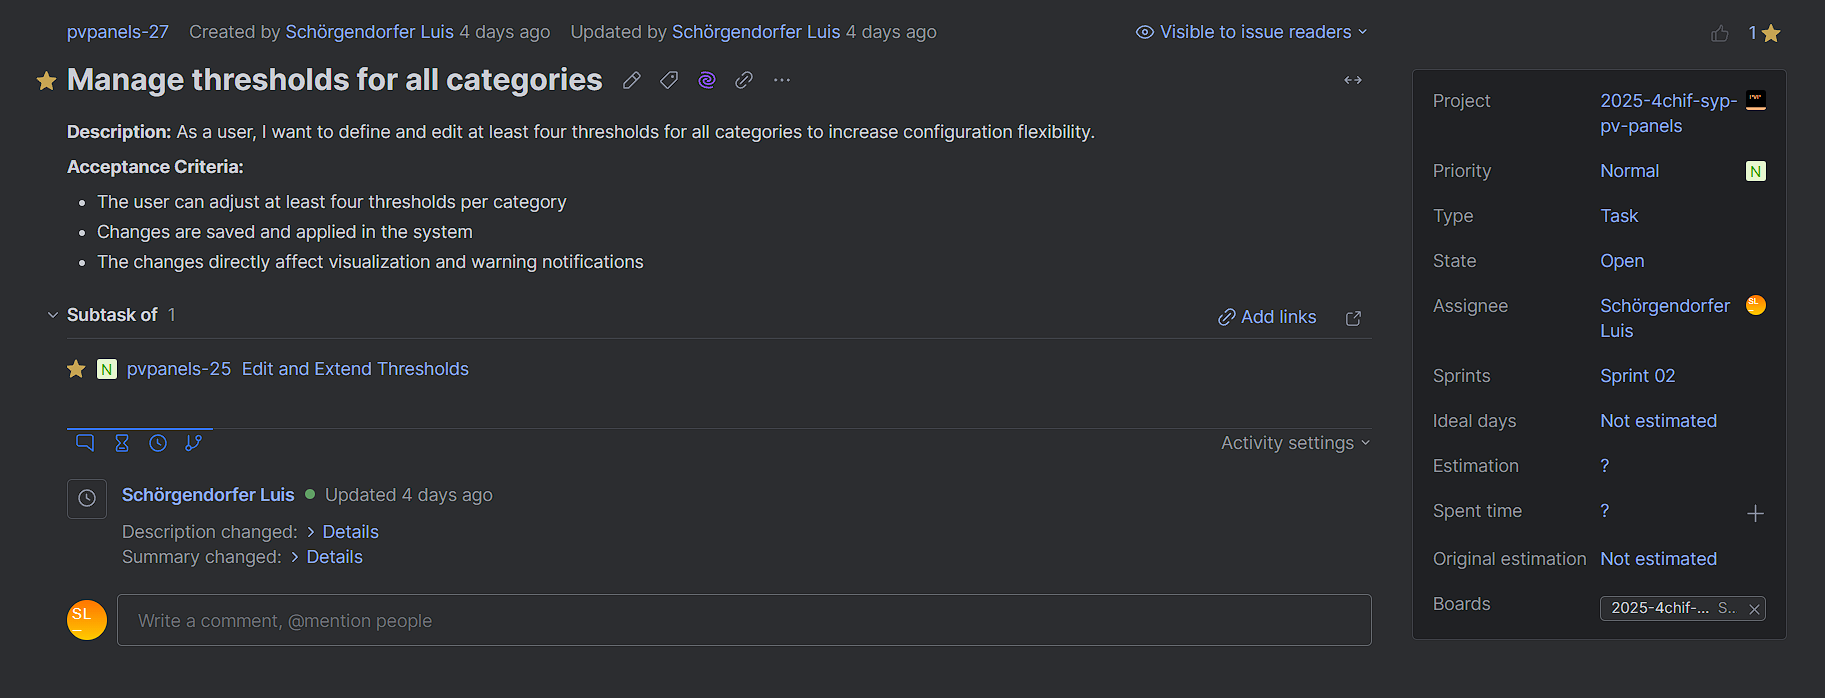 pvpanels-27 Created by Schörgendorfer Luis 4 days ago Updated by Schörgendorfer Luis 4 days ago Visible to issue readers
1
Manage thresholds for all categories
Description: As a user, I want to define and edit at least four thresholds for all categories to increase configuration flexibility.
Acceptance Criteria:
• The user can adjust at least four thresholds per category
• Changes are saved and applied in the system
• The changes directly affect visualization and warning notifications
Subtask of 1
Add links
N pvpanels-25 Edit and Extend Thresholds
Activity settings
Schörgendorfer Luis Updated 4 days ago
Description changed: > Details
Summary changed: > Details
SL
Write a comment, @mention people
Project 2025-4chif-syp-
pv-panels
Priority Normal N
Type Task
State Open
Assignee Schörgendorfer SL
Luis
Sprints Sprint 02
Ideal days Not estimated
Estimation ?
Spent time ?
Original estimation Not estimated
Boards 2025-4chif-... S..